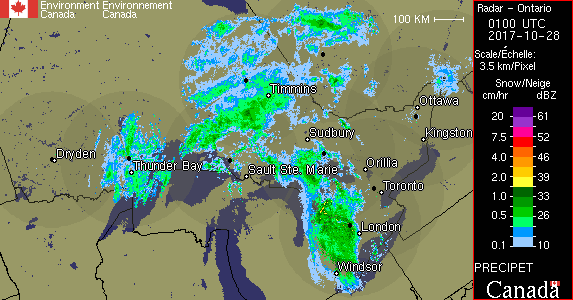 Environment Environnement
Canada Canada
100 KM
Timmins
Ottawa
Sudbury
Kingston
Dryden
Thunder Bay
Sault Ste. Marie
Orillia
Toronto
London
Windsor
Radar - Ontario
0100 UTC
2017-10-28
Scale/Échelle:
3.5 km/Pixel
Snow/Neige
cm/hr dBZ
20 61
7.5 52
4.0 46
2.0 39
1.0 33
0.5 26
0.1 10
PRECIPET
Canada